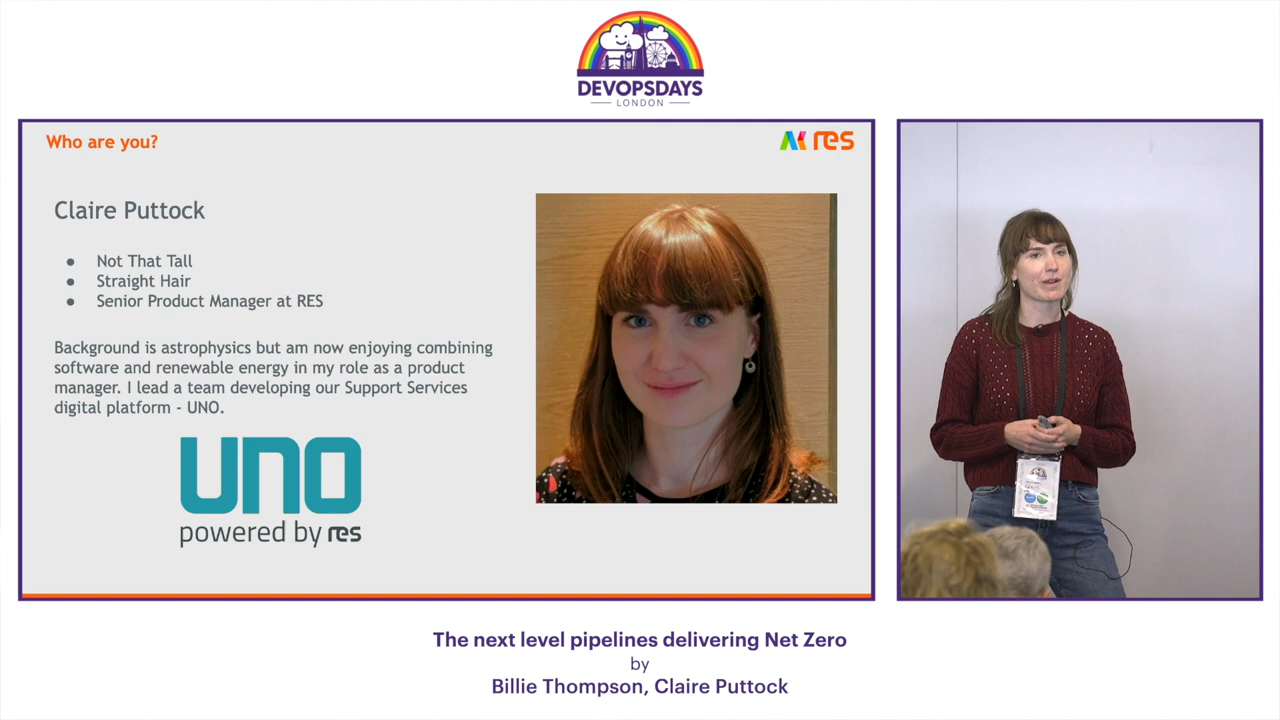 DEVOPSDAYS
LONDON
Who are you?
res
Claire Puttock
● Not That Tall
● Straight Hair
● Senior Product Manager at RES
Background is astrophysics but am now enjoying combining
software and renewable energy in my role as a product
manager. I lead a team developing our Support Services
digital platform - UNO.
UNO
powered by res
The next level pipelines delivering Net Zero
by
Billie Thompson, Claire Puttock